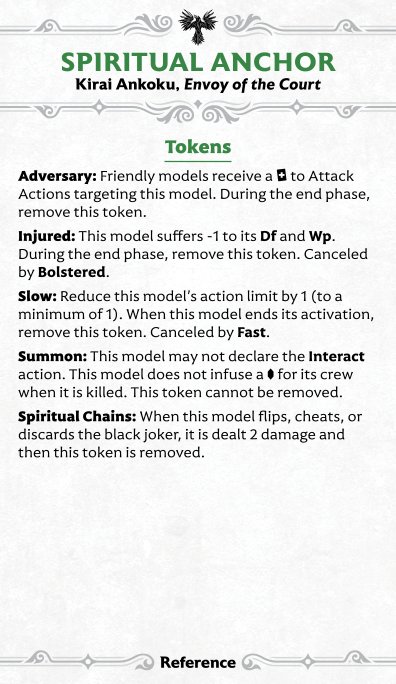 SPIRITUAL ANCHOR
Kirai Ankoku, Envoy of the Court
Tokens
Adversary: Friendly models receive a to Attack
Actions targeting this model. During the end phase,
remove this token.
Injured: This model suffers -1 to its Df and Wp.
During the end phase, remove this token. Canceled
by Bolstered.
Slow: Reduce this model’s action limit by 1 (to a
minimum of 1). When this model ends its activation,
remove this token. Canceled by Fast.
Summon: This model may not declare the Interact
action. This model does not infuse a for its crew
when it is killed. This token cannot be removed.
Spiritual Chains: When this model flips, cheats, or
discards the black joker, it is dealt 2 damage and
then this token is removed.
Reference